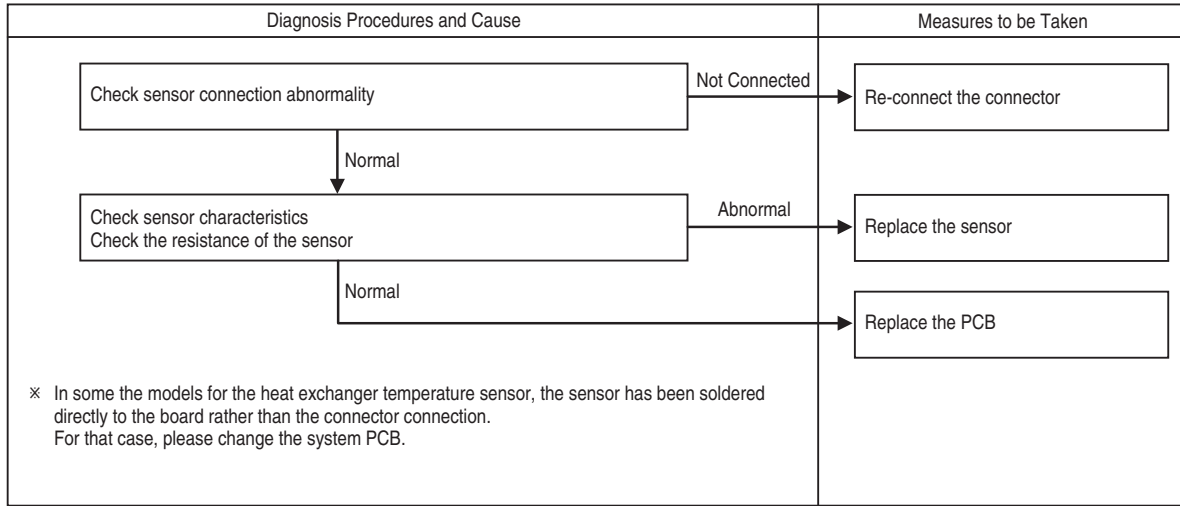 Diagnosis Procedures and Cause
Measures to be Taken
Check sensor connection abnormality
Not Connected
Re-connect the connector
Normal
Check sensor characteristics
Check the resistance of the sensor
Abnormal
Replace the sensor
Normal
Replace the PCB
※ In some the models for the heat exchanger temperature sensor, the sensor has been soldered
directly to the board rather than the connector connection.
For that case, please change the system PCB.